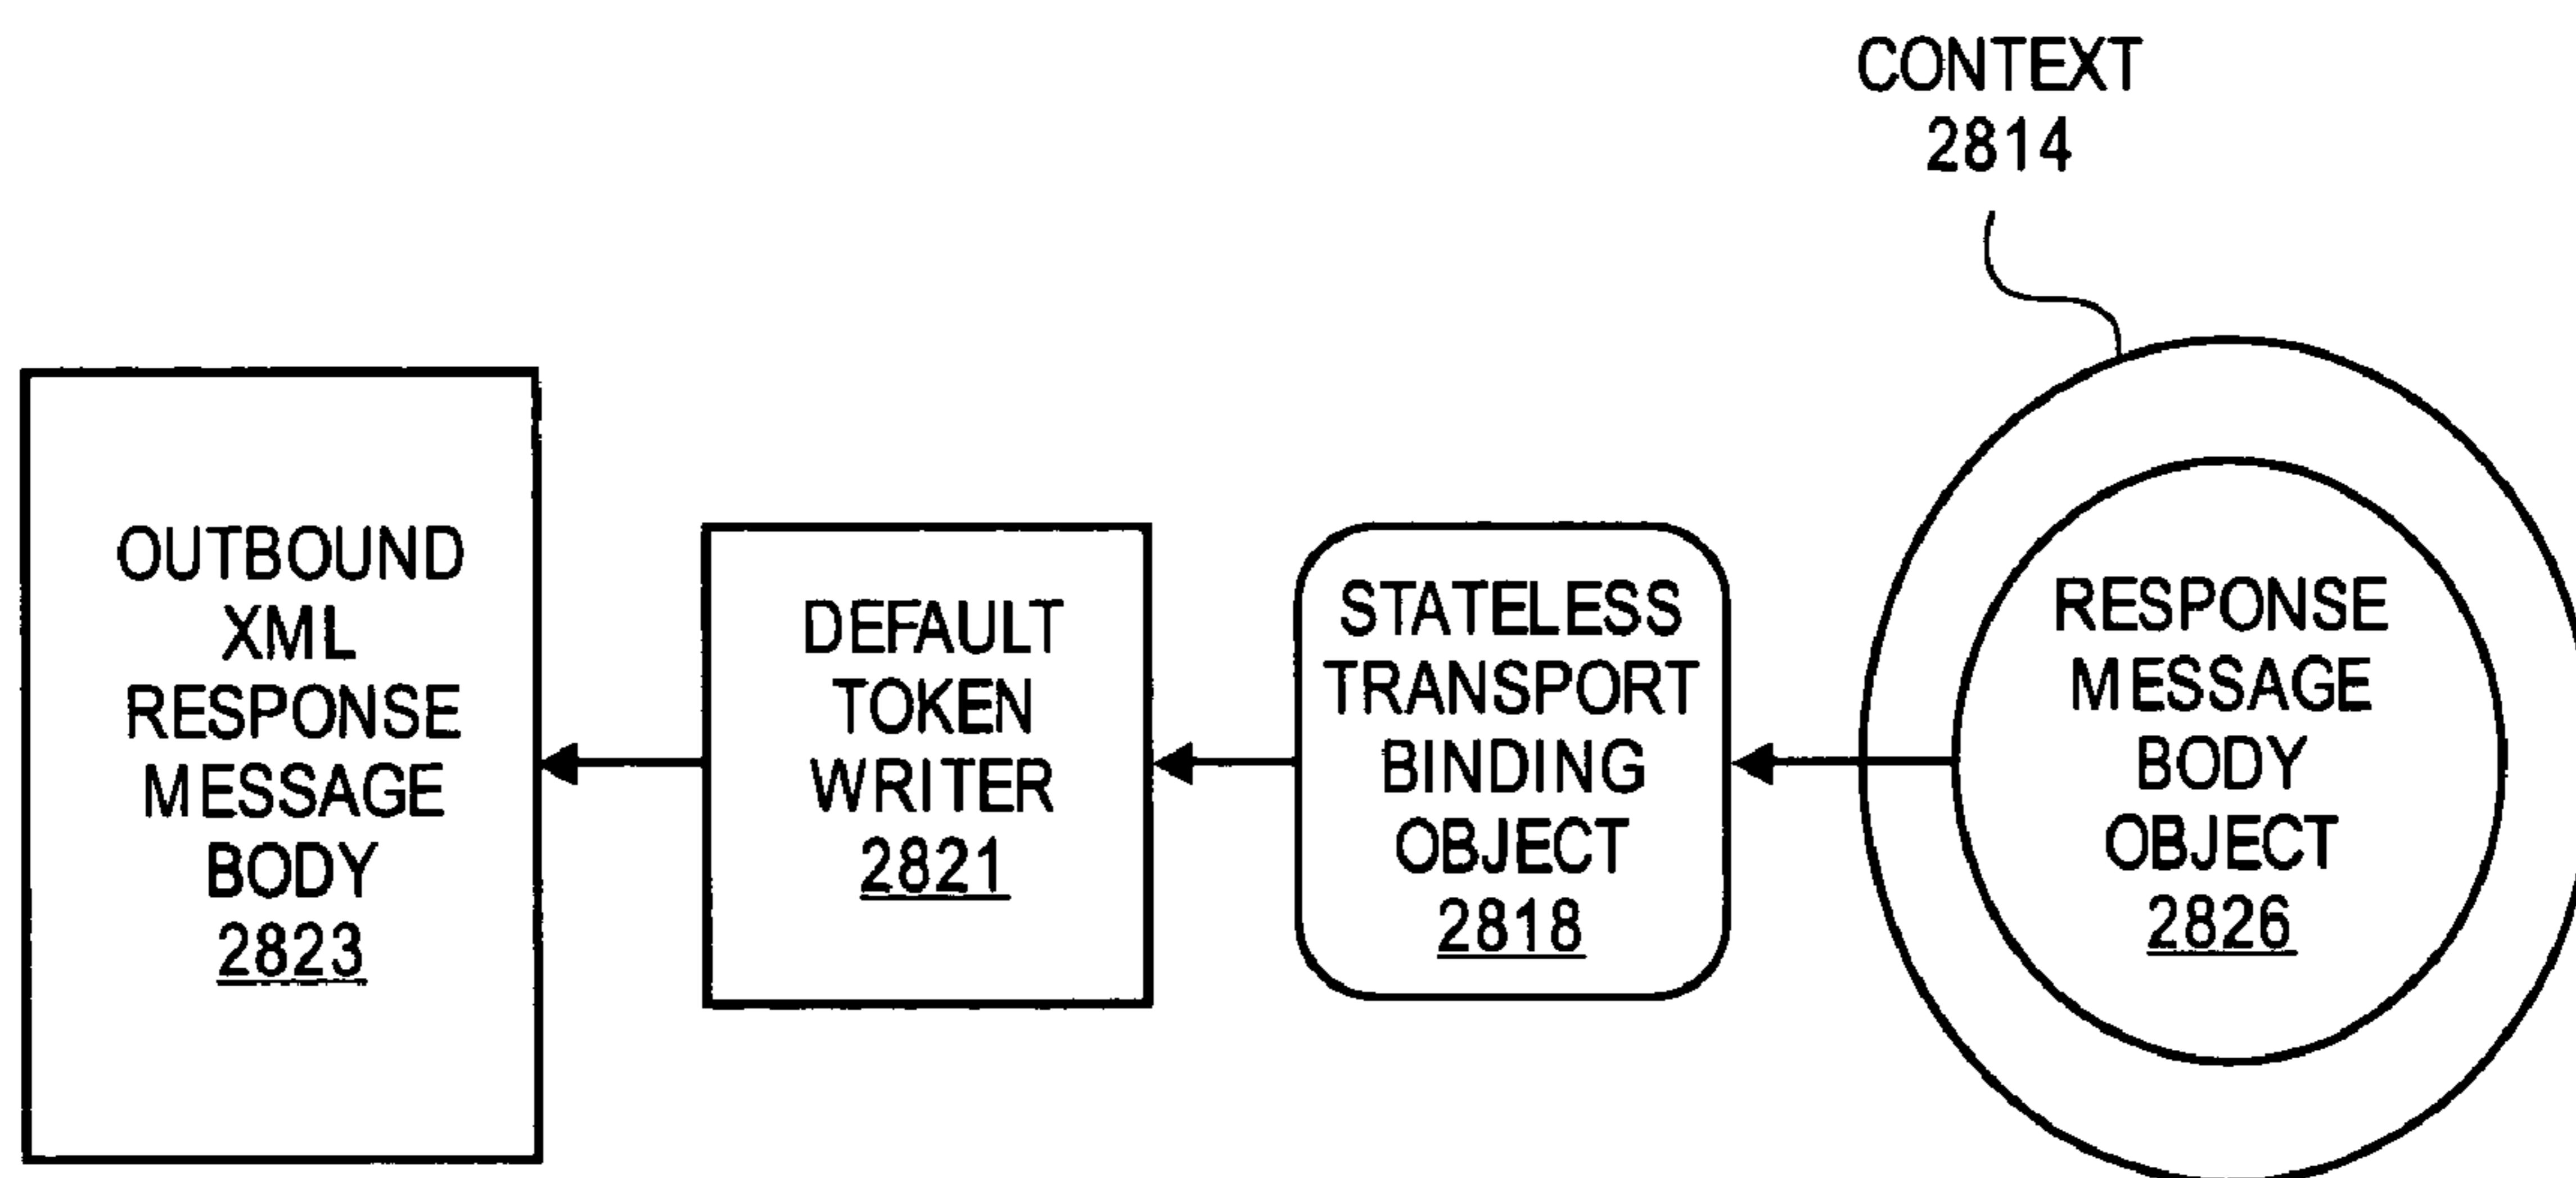 CONTEXT
2814
OUTBOUND
XML
RESPONSE
MESSAGE
BODY
2823
DEFAULT
TOKEN
WRITER
2821
STATELESS
TRANSPORT
BINDING
OBJECT
2818
RESPONSE
MESSAGE
BODY
OBJECT
2826